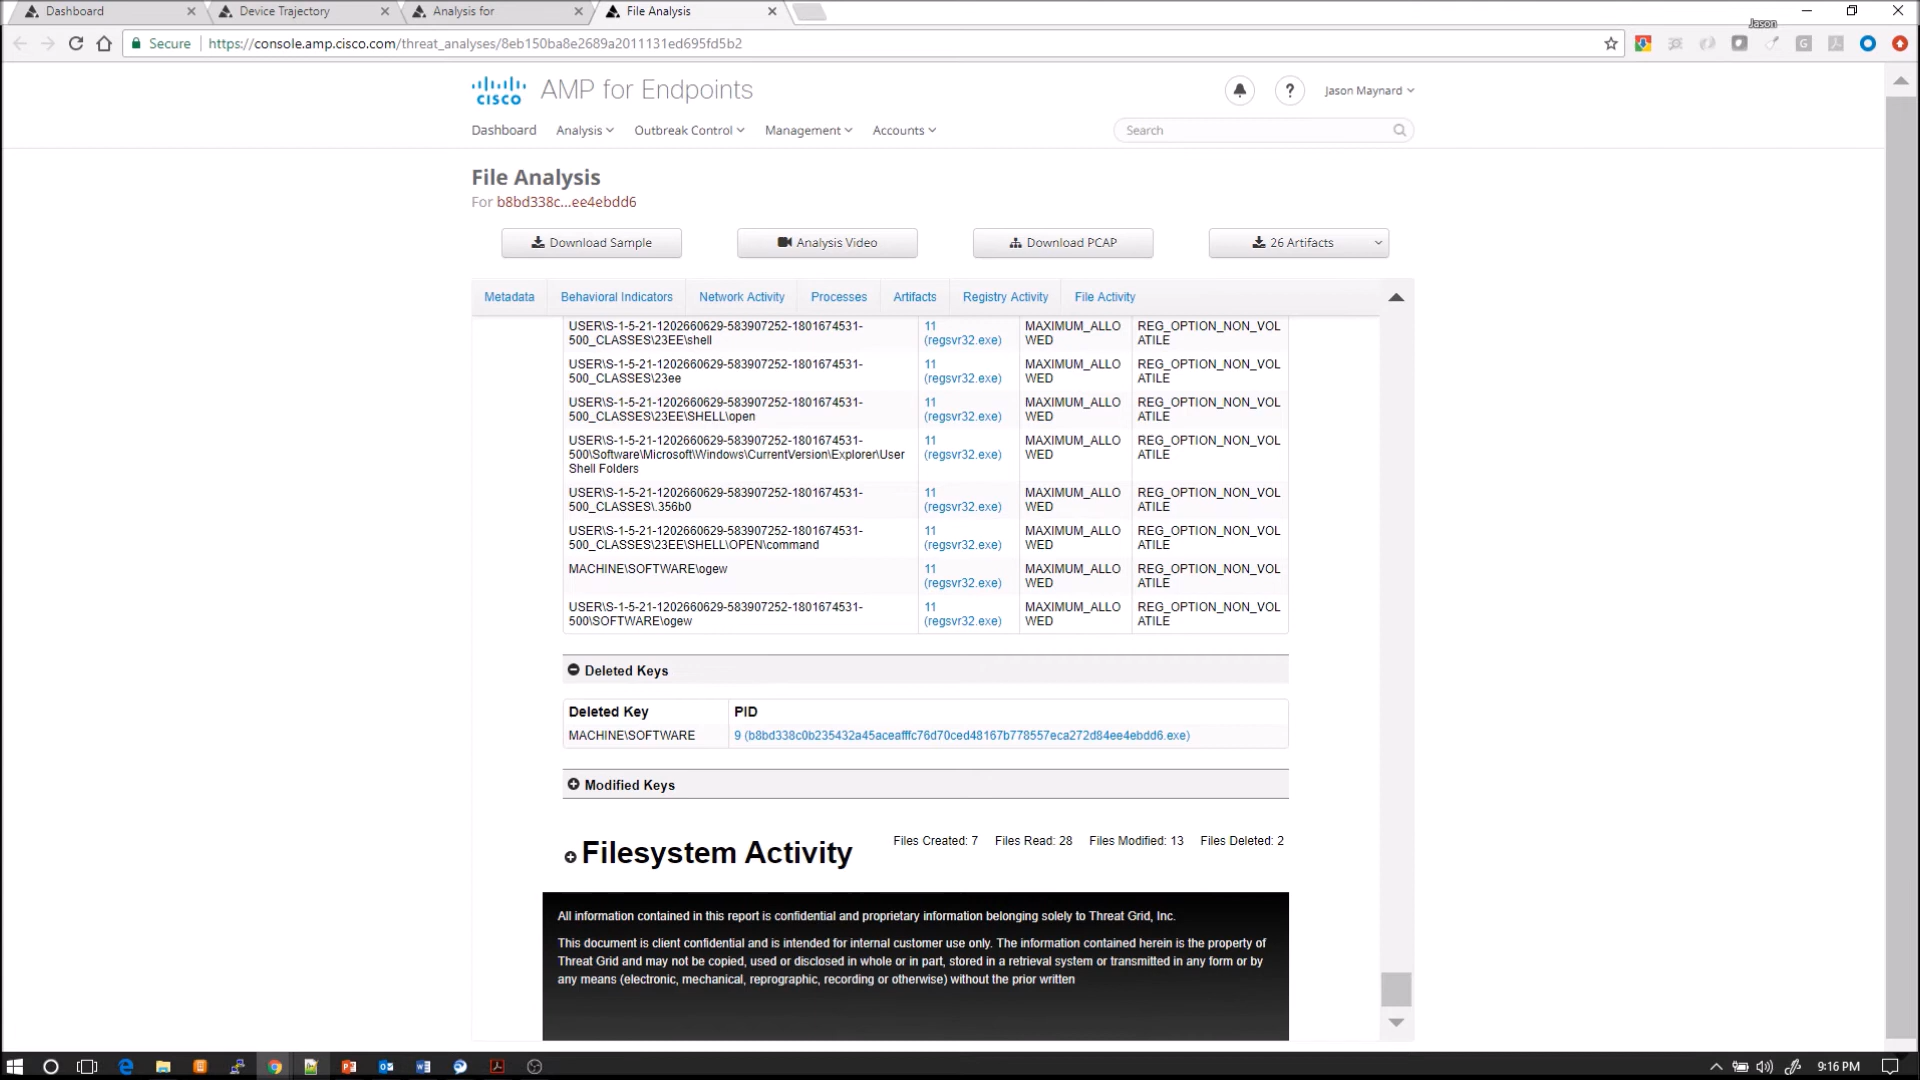 Dashboard
Device Trajectory
Analysis for
File Analysis
Jason
Secure
https://console.amp.cisco.com/threat_analyses/8eb150ba8e2689a2011131ed695fd5b2
CISCO
AMP for Endpoints
?
Jason Maynard
Dashboard
Analysis
Outbreak Control
Management
Accounts
Search
File Analysis
For b8bd338c...ee4ebdd6
Download Sample
Analysis Video
Download PCAP
26 Artifacts
Metadata
Behavioral Indicators
Network Activity
Processes
Artifacts
Registry Activity
File Activity
USER\S-1-5-21-1202660629-583907252-1801674531-
500_CLASSES\23EE\shell
11
(regsvr32.exe)
MAXIMUM_ALLO
WED
REG_OPTION_NON_VOL
ATILE
USER\S-1-5-21-1202660629-583907252-1801674531-
500_CLASSES\23ee
11
(regsvr32.exe)
MAXIMUM_ALLO
WED
REG_OPTION_NON_VOL
ATILE
USER\S-1-5-21-1202660629-583907252-1801674531-
500_CLASSES\23EE\SHELL\open
11
(regsvr32.exe)
MAXIMUM_ALLO
WED
REG_OPTION_NON_VOL
ATILE
USER\S-1-5-21-1202660629-583907252-1801674531-
500\Software\Microsoft\Windows\CurrentVersion\Explorer\User
Shell Folders
11
(regsvr32.exe)
MAXIMUM_ALLO
WED
REG_OPTION_NON_VOL
ATILE
USER\S-1-5-21-1202660629-583907252-1801674531-
500_CLASSES\.356b0
11
(regsvr32.exe)
MAXIMUM_ALLO
WED
REG_OPTION_NON_VOL
ATILE
USER\S-1-5-21-1202660629-583907252-1801674531-
500_CLASSES\23EE\SHELL\OPEN\command
11
(regsvr32.exe)
MAXIMUM_ALLO
WED
REG_OPTION_NON_VOL
ATILE
MACHINE\SOFTWARE\ogew
11
(regsvr32.exe)
MAXIMUM_ALLO
WED
REG_OPTION_NON_VOL
ATILE
USER\S-1-5-21-1202660629-583907252-1801674531-
500\SOFTWARE\ogew
11
(regsvr32.exe)
MAXIMUM_ALLO
WED
REG_OPTION_NON_VOL
ATILE
Deleted Keys
Deleted Key
PID
MACHINE\SOFTWARE
9 (b8bd338c0b235432a45aceafffc76d70ced48167b778557eca272d84ee4ebdd6.exe)
Modified Keys
Filesystem Activity
Files Created: 7
Files Read: 28
Files Modified: 13
Files Deleted: 2
All information contained in this report is confidential and proprietary information belonging solely to Threat Grid, Inc.
This document is client confidential and is intended for internal customer use only. The information contained herein is the property of
Threat Grid and may not be copied, used or disclosed in whole or in part, stored in a retrieval system or transmitted in any form or by
any means (electronic, mechanical, reprographic, recording or otherwise) without the prior written
9:16 PM